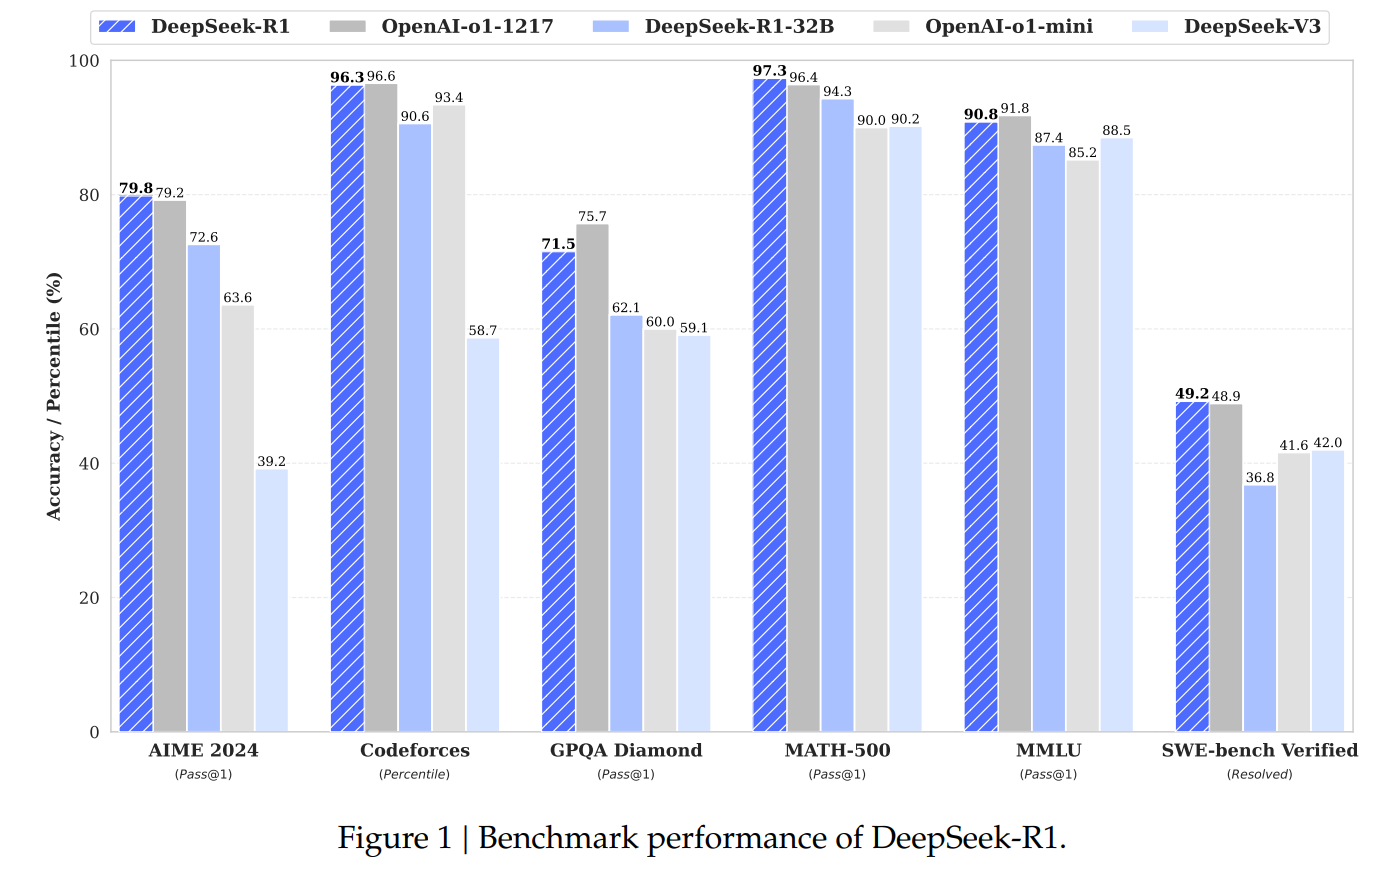 DeepSeek-R1 OpenAI-o1-1217 DeepSeek-R1-32B OpenAI-o1-mini DeepSeek-V3
Accuracy / Percentile (%)
100
80
60
40
20
0
79.8 79.2 72.6 63.6 39.2
96.3 96.6 90.6 93.4 58.7
71.5 75.7 62.1 60.0 59.1
97.3 96.4 94.3 90.0 90.2
90.8 91.8 87.4 85.2 88.5
49.2 48.9 36.8 41.6 42.0
AIME 2024 Codeforces GPQA Diamond MATH-500 MMLU SWE-bench Verified
(Pass@1) (Percentile) (Pass@1) (Pass@1) (Pass@1) (Resolved)
Figure 1 | Benchmark performance of DeepSeek-R1.